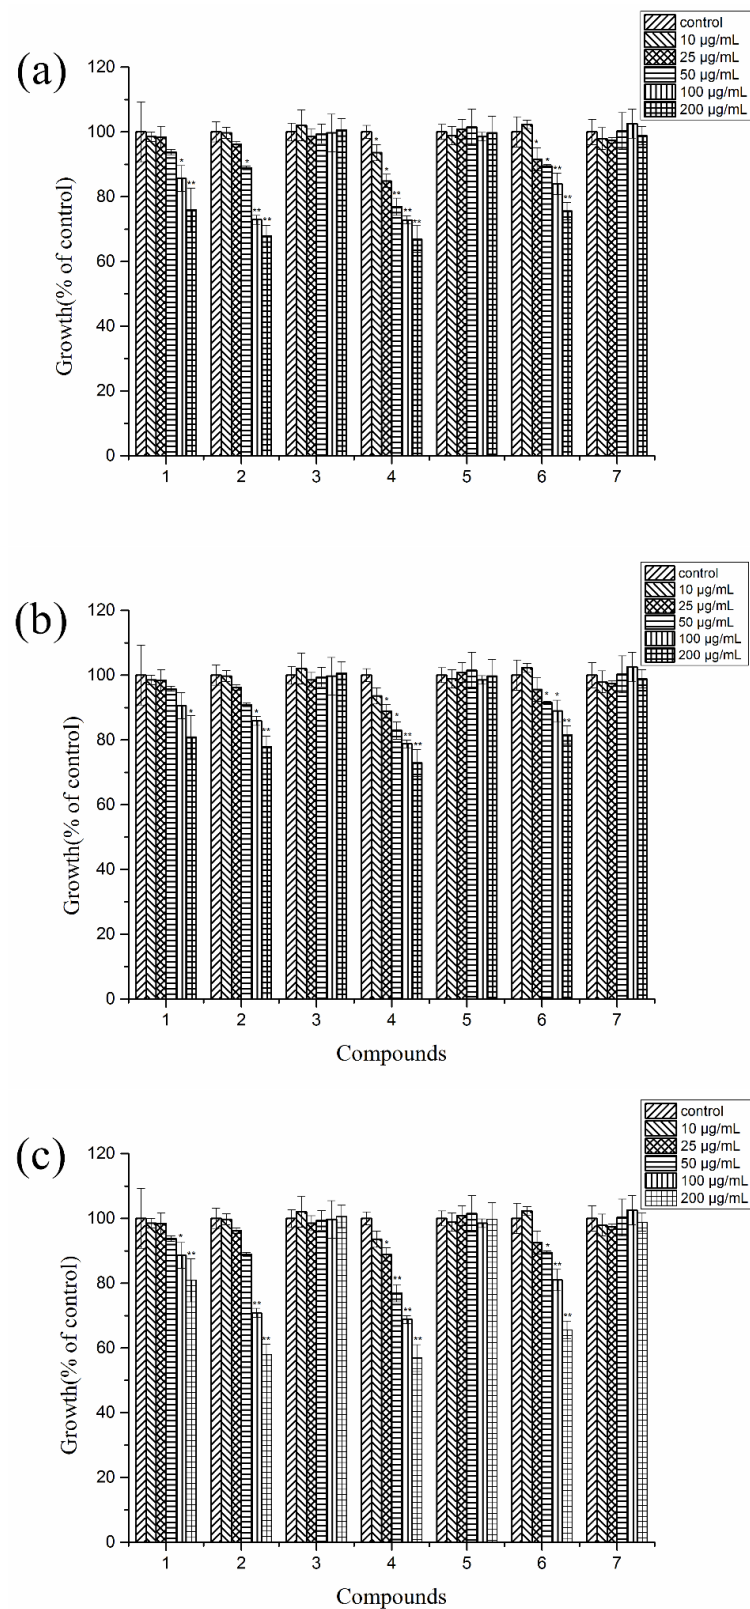 control
10 µg/mL
25 µg/mL
50 µg/mL
100 µg/mL
200 µg/mL
(a)
Growth(% of control)
120
100
80
60
40
20
0
* ** * ** ** * * ** ** ** * * ** **
1 2 3 4 5 6 7
control
10 µg/mL
25 µg/mL
50 µg/mL
100 µg/mL
200 µg/mL
(b)
Growth(% of control)
120
100
80
60
40
20
0
* * ** * * ** ** * * **
1 2 3 4 5 6 7
Compounds
control
10 µg/mL
25 µg/mL
50 µg/mL
100 µg/mL
200 µg/mL
(c)
Growth(% of control)
120
100
80
60
40
20
0
* ** ** ** * ** ** ** * ** **
1 2 3 4 5 6 7
Compounds